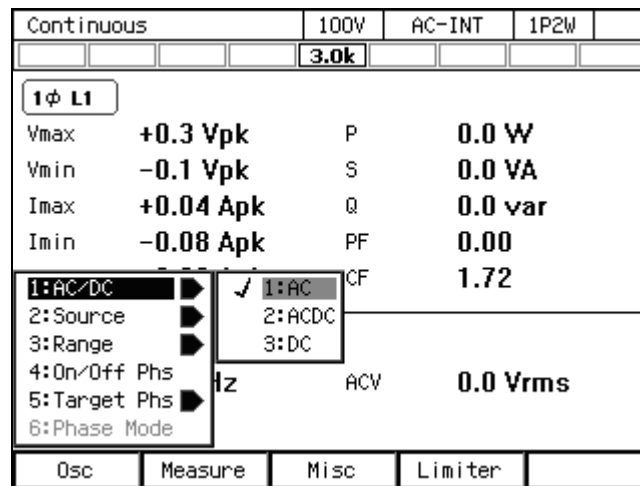 Continuous 100V AC-INT 1P2W
3.0k
1ϕ L1
Vmax +0.3 Vpk P 0.0 W
Vmin -0.1 Vpk S 0.0 VA
Imax +0.04 Apk Q 0.0 var
Imin -0.08 Apk PF 0.00
CF 1.72
1:AC/DC ✓ 1:AC
2:Source 2:ACDC
3:Range 3:DC
4:On/Off Phs
5:Target Phs Hz ACV 0.0 Vrms
6:Phase Mode
Osc Measure Misc Limiter